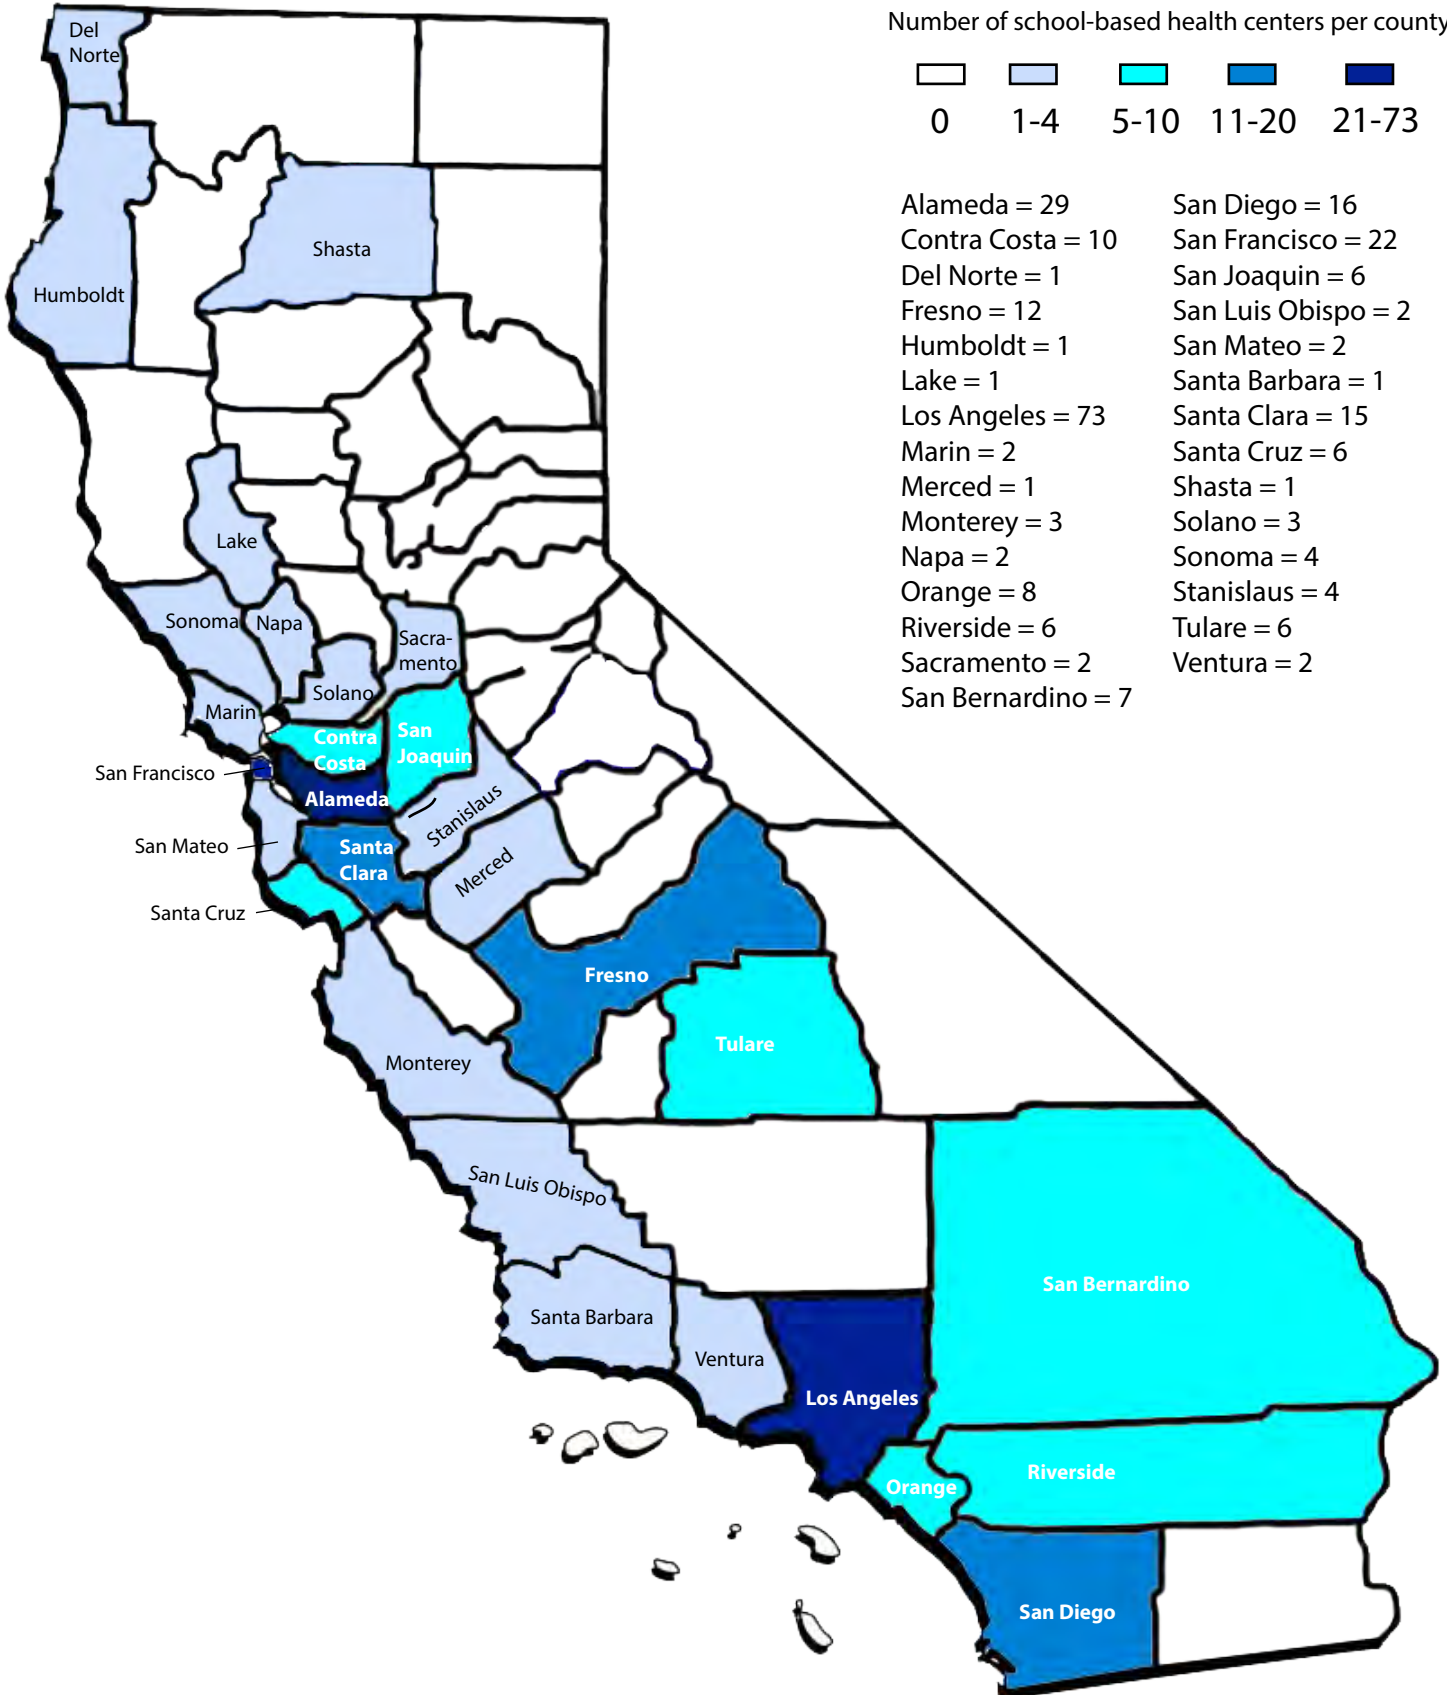 Number of school-based health centers per county
0 1-4 5-10 11-20 21-73
Alameda = 29
Contra Costa = 10
Del Norte = 1
Fresno = 12
Humboldt = 1
Lake = 1
Los Angeles = 73
Marin = 2
Merced = 1
Monterey = 3
Napa = 2
Orange = 8
Riverside = 6
Sacramento = 2
San Bernardino = 7
San Diego = 16
San Francisco = 22
San Joaquin = 6
San Luis Obispo = 2
San Mateo = 2
Santa Barbara = 1
Santa Clara = 15
Santa Cruz = 6
Shasta = 1
Solano = 3
Sonoma = 4
Stanislaus = 4
Tulare = 6
Ventura = 2
Del
Norte
Shasta
Humboldt
Lake
Sonoma
Napa
Sacra-
mento
Solano
Marin
Contra
Costa
San
Joaquin
San Francisco
Alameda
Stanislaus
San Mateo
Santa
Clara
Merced
Santa Cruz
Fresno
Tulare
Monterey
San Luis Obispo
San Bernardino
Santa Barbara
Ventura
Los Angeles
Orange
Riverside
San Diego